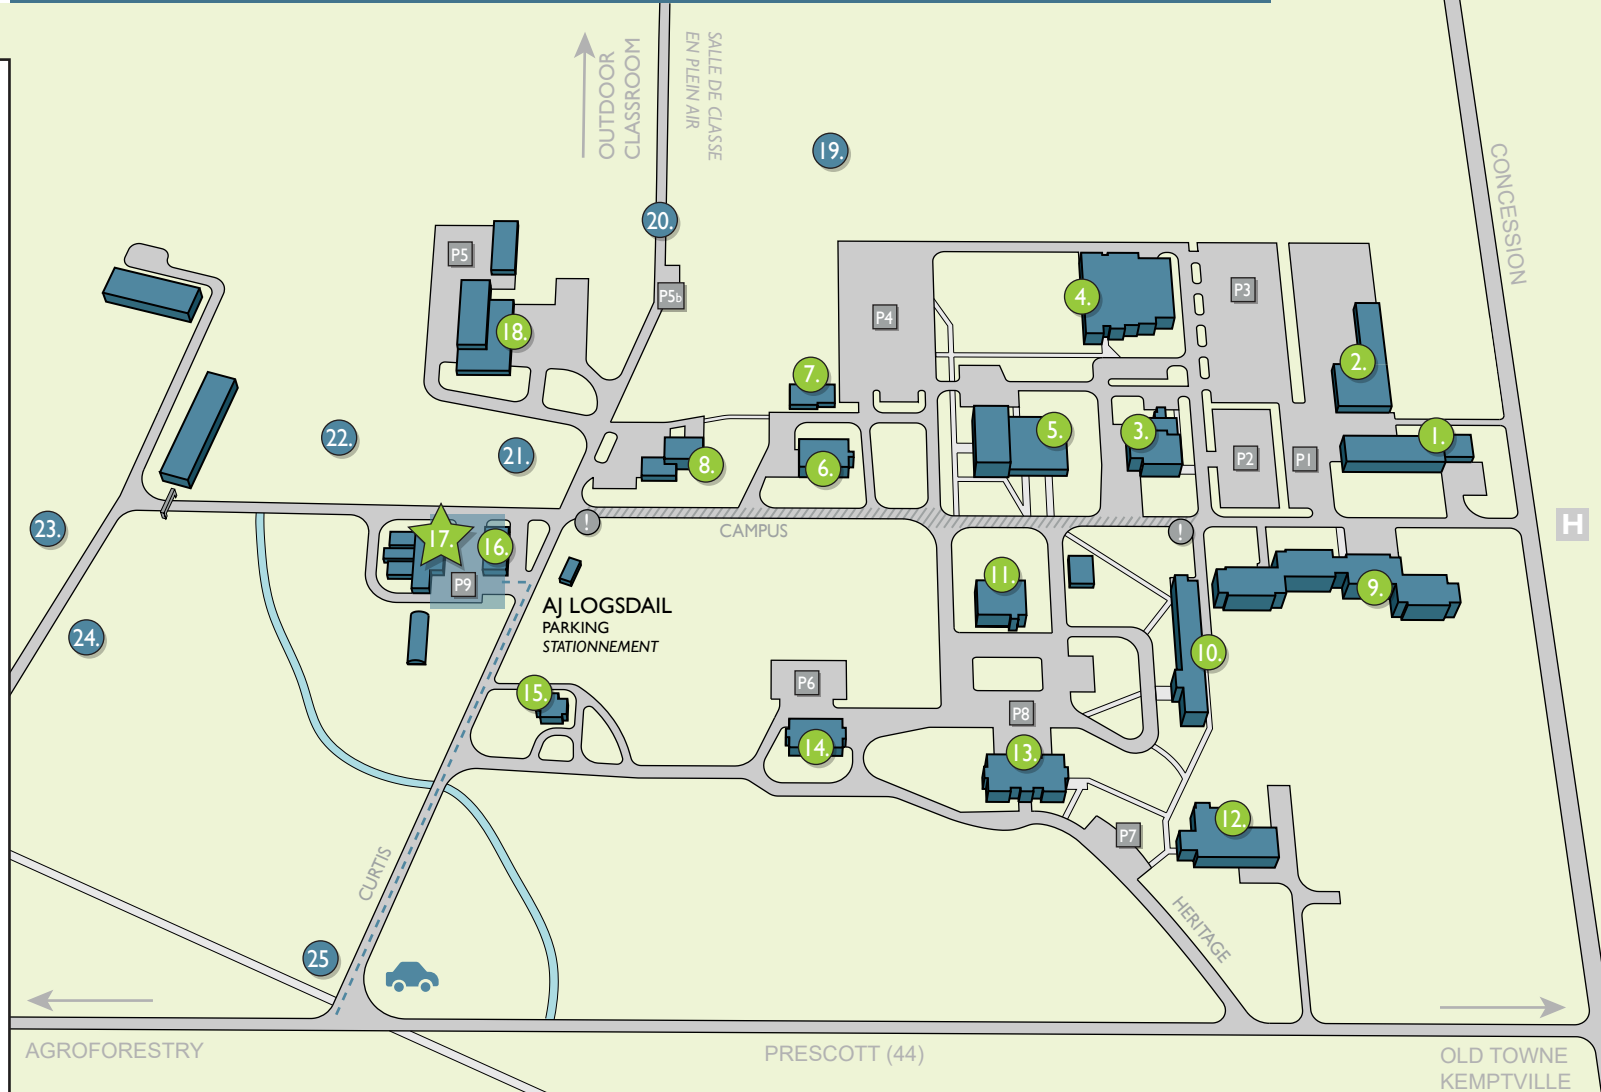 OUTDOOR
CLASSROOM
SALLE DE CLASSE
EN PLEIN AIR
19.
CONCESSION
20.
P5
P5b
P3
4.
P4
18.
2.
7.
22.
21.
8.
6.
5.
3.
P2
P1
1.
23.
17.
16.
!
CAMPUS
!
H
P9
11.
9.
AJ LOGSDAIL
PARKING
STATIONNEMENT
24.
10.
15.
P6
P8
14.
13.
12.
P7
CURTIS
HERITAGE
25
AGROFORESTRY
PRESCOTT (44)
OLD TOWNE
KEMPTVILLE